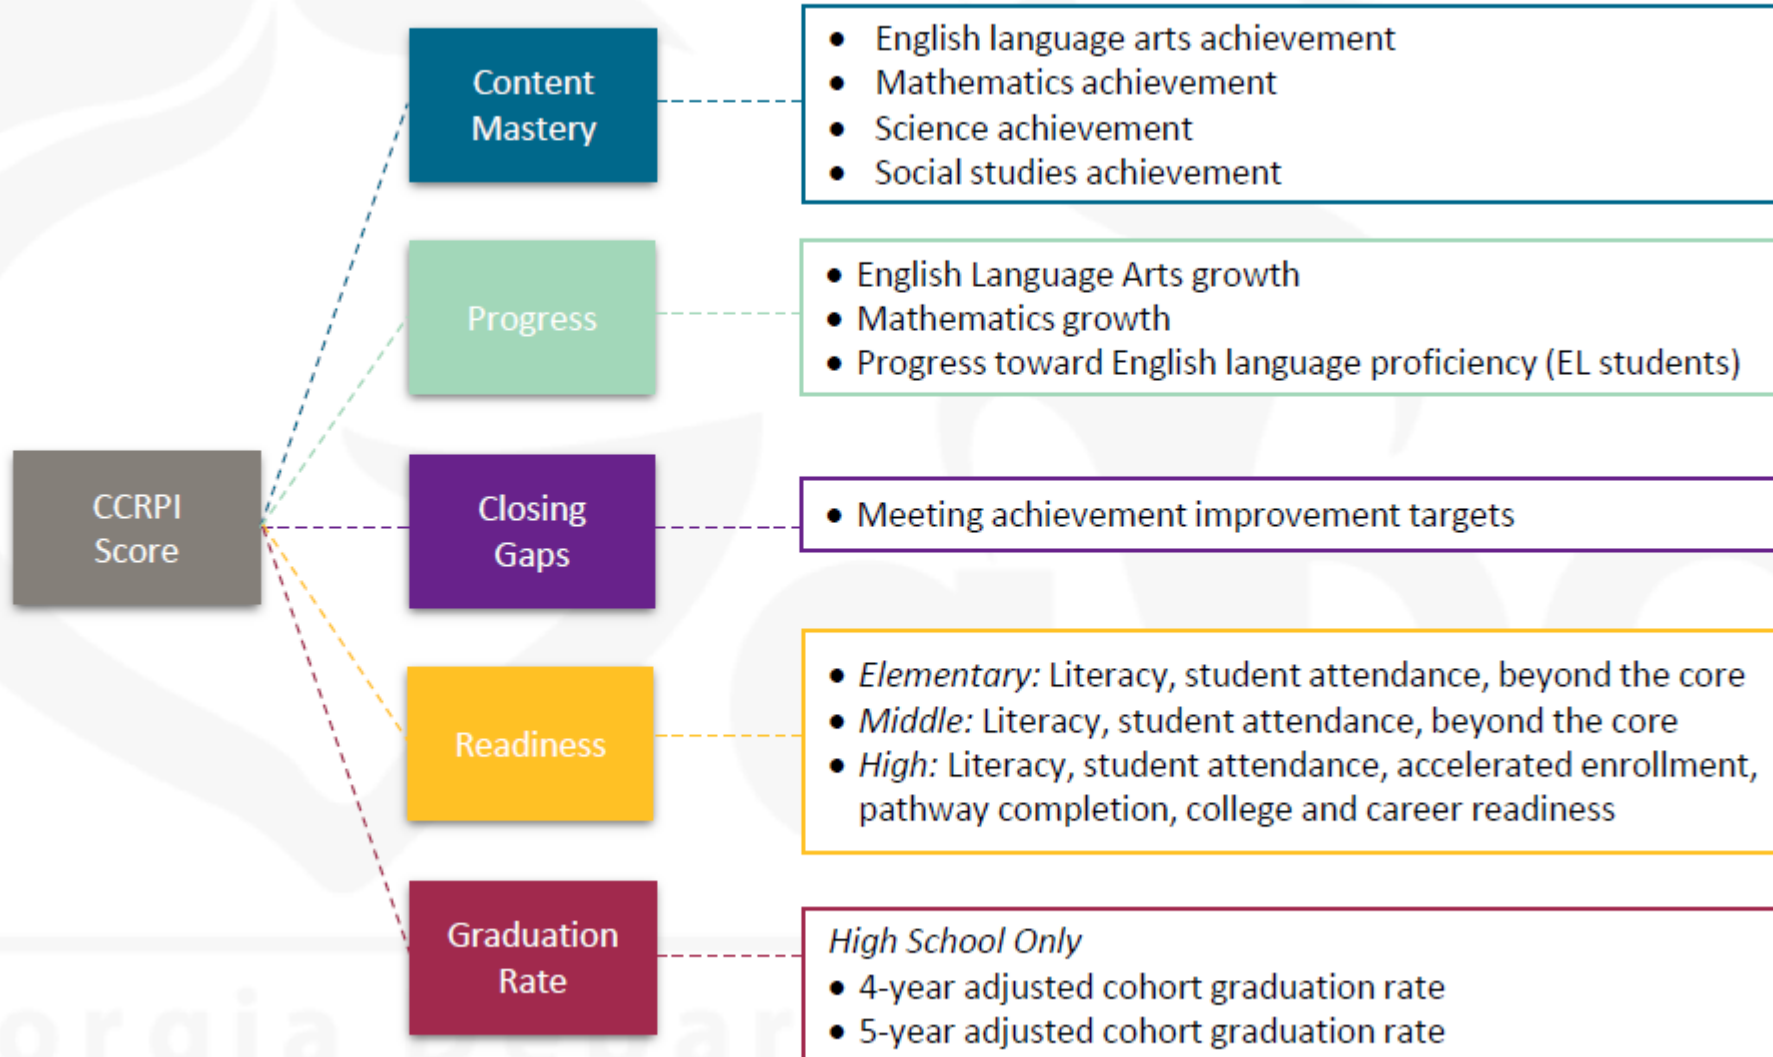 CCRPI
Score
Content
Mastery
• English language arts achievement
• Mathematics achievement
• Science achievement
• Social studies achievement
Progress
• English Language Arts growth
• Mathematics growth
• Progress toward English language proficiency (EL students)
Closing
Gaps
• Meeting achievement improvement targets
Readiness
• Elementary: Literacy, student attendance, beyond the core
• Middle: Literacy, student attendance, beyond the core
• High: Literacy, student attendance, accelerated enrollment,
pathway completion, college and career readiness
Graduation
Rate
High School Only
• 4-year adjusted cohort graduation rate
• 5-year adjusted cohort graduation rate